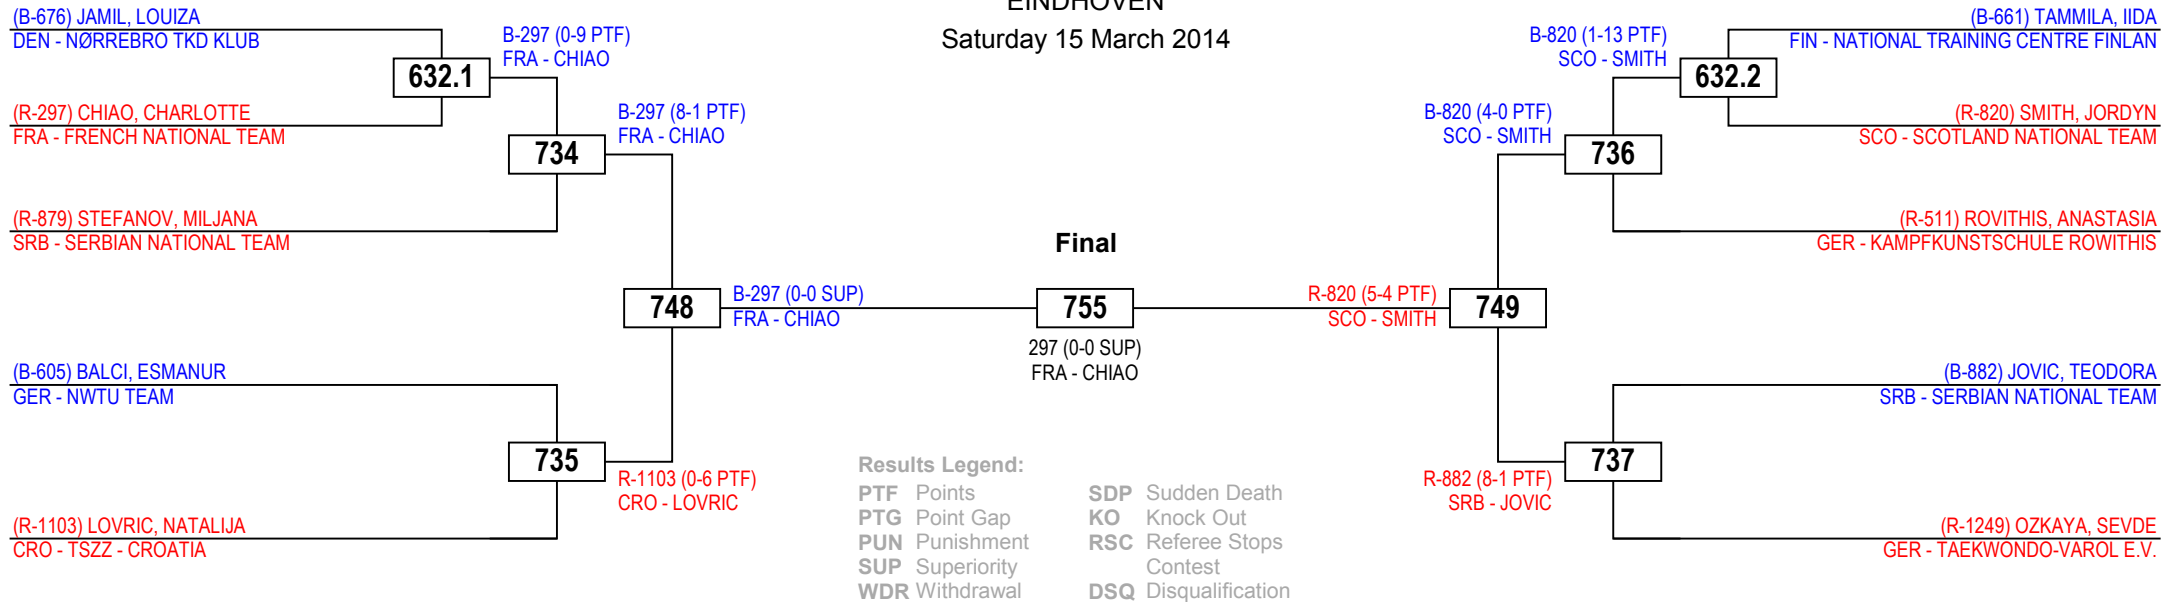 EINDHOVEN
Saturday 15 March 2014
(B-676) JAMIL, LOUIZA
DEN - NØRREBRO TKD KLUB
632.1
(R-297) CHIAO, CHARLOTTE
FRA - FRENCH NATIONAL TEAM
B-297 (0-9 PTF)
FRA - CHIAO
734
(R-879) STEFANOV, MILJANA
SRB - SERBIAN NATIONAL TEAM
B-297 (8-1 PTF)
FRA - CHIAO
748
(B-605) BALCI, ESMANUR
GER - NWTU TEAM
735
(R-1103) LOVRIC, NATALIJA
CRO - TSZZ - CROATIA
R-1103 (0-6 PTF)
CRO - LOVRIC
B-297 (0-0 SUP)
FRA - CHIAO
Final
755
297 (0-0 SUP)
FRA - CHIAO
(B-661) TAMMILA, IIDA
FIN - NATIONAL TRAINING CENTRE FINLAN
632.2
(R-820) SMITH, JORDYN
SCO - SCOTLAND NATIONAL TEAM
B-820 (1-13 PTF)
SCO - SMITH
736
(R-511) ROVITHIS, ANASTASIA
GER - KAMPFKUNSTSCHULE ROWITHIS
B-820 (4-0 PTF)
SCO - SMITH
749
R-820 (5-4 PTF)
SCO - SMITH
(B-882) JOVIC, TEODORA
SRB - SERBIAN NATIONAL TEAM
737
(R-1249) OZKAYA, SEVDE
GER - TAEKWONDO-VAROL E.V.
R-882 (8-1 PTF)
SRB - JOVIC
Results Legend:
PTF Points
PTG Point Gap
PUN Punishment
SUP Superiority
WDR Withdrawal
SDP Sudden Death
KO Knock Out
RSC Referee Stops
Contest
DSQ Disqualification